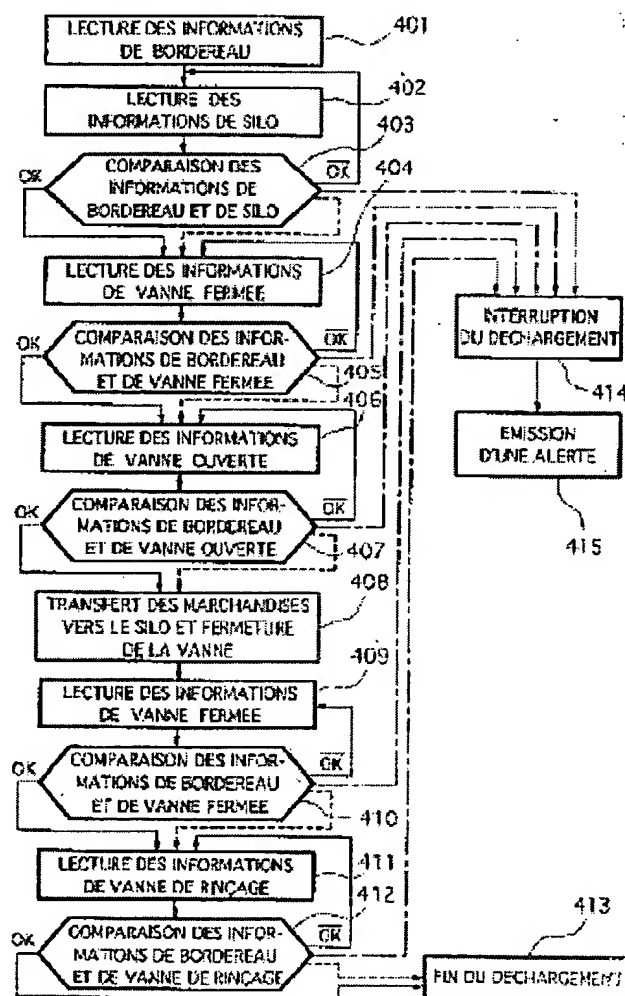 LECTURE DES INFORMATIONS
DE BORDEREAU
401
LECTURE DES
INFORMATIONS DE SILO
402
COMPARAISON DES
INFORMATIONS DE
BORDEREAU ET DE SILO
403
OK
OK
LECTURE DES INFORMATIONS
DE VANNE FERMEE
404
COMPARAISON DES INFOR-
MATIONS DE BORDEREAU
ET DE VANNE FERMEE
405
OK
OK
LECTURE DES INFORMATIONS
DE VANNE OUVERTE
406
COMPARAISON DES INFOR-
MATIONS DE BORDEREAU
ET DE VANNE OUVERTE
407
OK
OK
TRANSFERT DES MARCHANDISES
VERS LE SILO ET FERMETURE
DE LA VANNE
408
LECTURE DES INFORMATIONS
DE VANNE FERMEE
409
COMPARAISON DES INFOR-
MATIONS DE BORDEREAU
ET DE VANNE FERMEE
410
OK
OK
LECTURE DES INFORMATIONS
DE VANNE DE RINÇAGE
411
COMPARAISON DES INFOR-
MATIONS DE BORDEREAU
ET DE VANNE DE RINÇAGE
412
OK
OK
FIN DU DECHARGEMENT
413
INTERRUPTION
DU DECHARGEMENT
414
EMISSION
D'UNE ALERTE
415